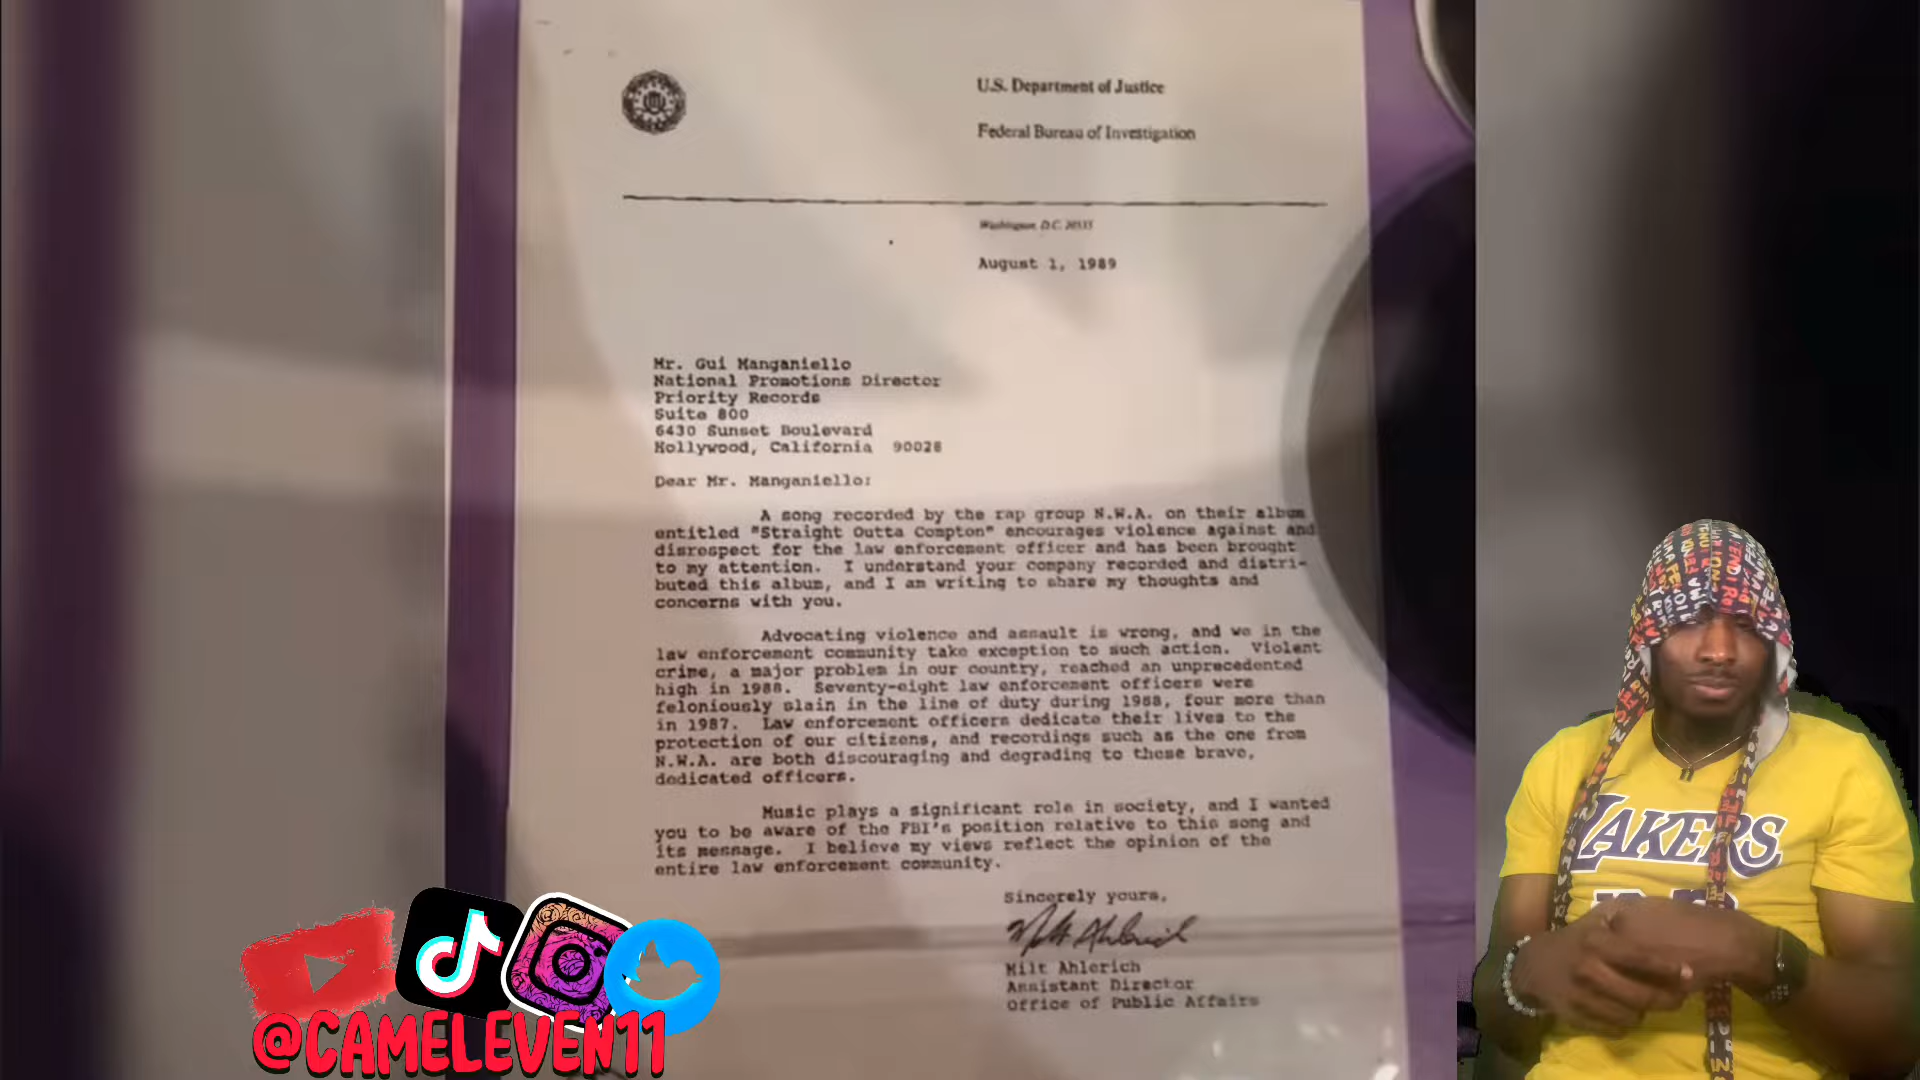 U.S. Department of Justice
Federal Bureau of Investigation
Washington, D.C. 20535
August 1, 1989
Mr. Gui Manganiello
National Promotions Director
Priority Records
Suite 800
6430 Sunset Boulevard
Hollywood, California 90028
Dear Mr. Manganiello:
A song recorded by the rap group N.W.A. on their album
entitled "Straight Outta Compton" encourages violence against and
disrespect for the law enforcement officer and has been brought
to my attention. I understand your company recorded and distri-
buted this album, and I am writing to share my thoughts and
concerns with you.
Advocating violence and assault is wrong, and we in the
law enforcement community take exception to such action. Violent
crime, a major problem in our country, reached an unprecedented
high in 1988. Seventy-eight law enforcement officers were
feloniously slain in the line of duty during 1988, four more than
in 1987. Law enforcement officers dedicate their lives to the
protection of our citizens, and recordings such as the one from
N.W.A. are both discouraging and degrading to these brave,
dedicated officers.
Music plays a significant role in society, and I wanted
you to be aware of the FBI's position relative to this song and
its message. I believe my views reflect the opinion of the
entire law enforcement community.
Sincerely yours,
Milt Ahlerich
Milt Ahlerich
Assistant Director
Office of Public Affairs
@CAMELEVEN11
LAKERS